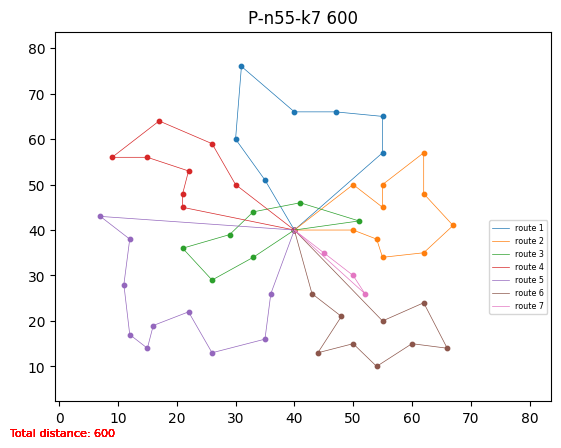 P-n55-k7 600
80
70
60
50
40
30
20
10
0 10 20 30 40 50 60 70 80
route 1
route 2
route 3
route 4
route 5
route 6
route 7
Total distance: 600